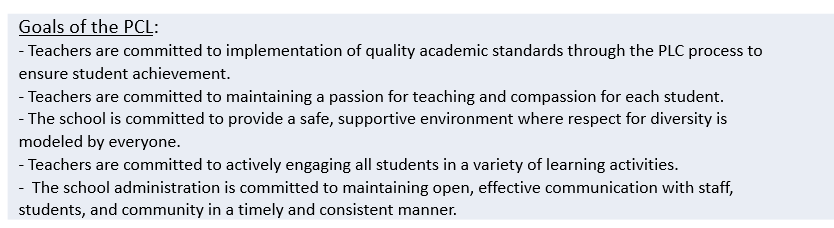 Goals of the PCL:
- Teachers are committed to implementation of quality academic standards through the PLC process to
ensure student achievement.
- Teachers are committed to maintaining a passion for teaching and compassion for each student.
- The school is committed to provide a safe, supportive environment where respect for diversity is
modeled by everyone.
- Teachers are committed to actively engaging all students in a variety of learning activities.
-  The school administration is committed to maintaining open, effective communication with staff,
students, and community in a timely and consistent manner.